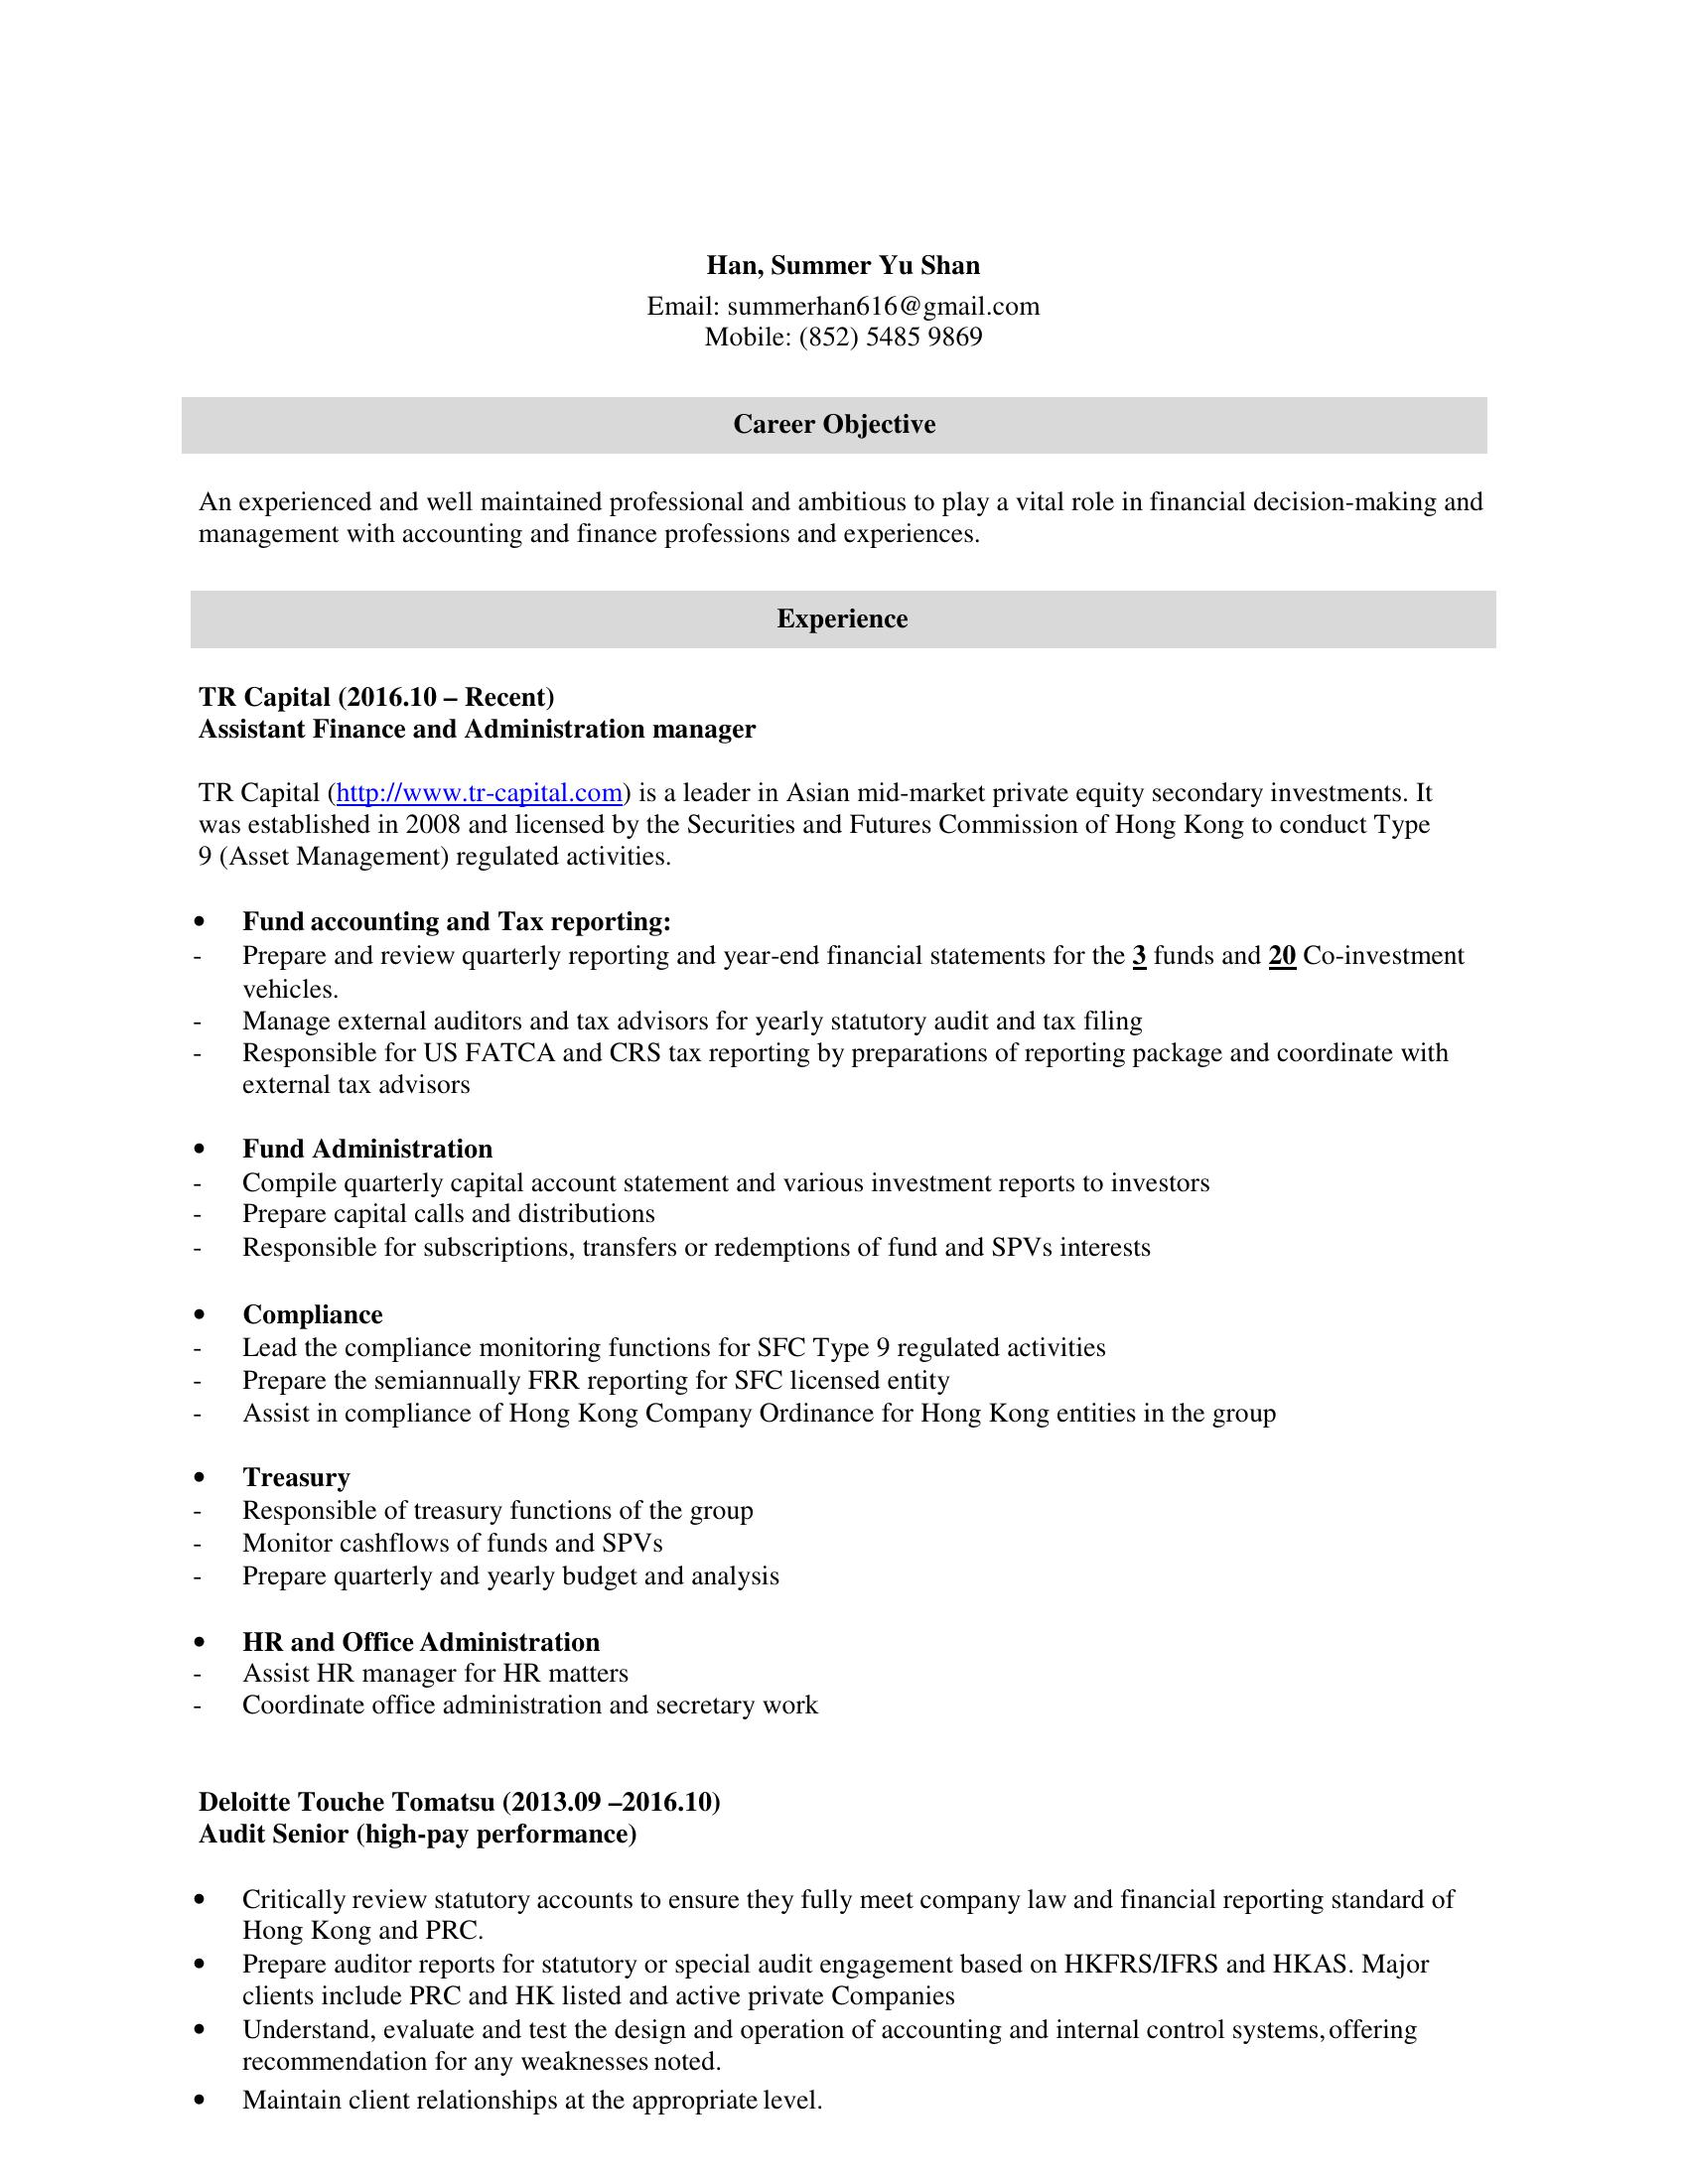 Han, Summer Yu Shan
Email: summerhan616@gmail.com
Mobile: (852) 5485 9869
Career Objective
An experienced and well maintained professional and ambitious to play a vital role in financial decision-making and
management with accounting and finance professions and experiences.
Experience
TR Capital (2016.10 – Recent)
Assistant Finance and Administration manager
TR Capital (http://www.tr-capital.com) is a leader in Asian mid-market private equity secondary investments. It
was established in 2008 and licensed by the Securities and Futures Commission of Hong Kong to conduct Type
9 (Asset Management) regulated activities.
• Fund accounting and Tax reporting:
- Prepare and review quarterly reporting and year-end financial statements for the 3 funds and 20 Co-investment
vehicles.
- Manage external auditors and tax advisors for yearly statutory audit and tax filing
- Responsible for US FATCA and CRS tax reporting by preparations of reporting package and coordinate with
external tax advisors
• Fund Administration
- Compile quarterly capital account statement and various investment reports to investors
- Prepare capital calls and distributions
- Responsible for subscriptions, transfers or redemptions of fund and SPVs interests
• Compliance
- Lead the compliance monitoring functions for SFC Type 9 regulated activities
- Prepare the semiannually FRR reporting for SFC licensed entity
- Assist in compliance of Hong Kong Company Ordinance for Hong Kong entities in the group
• Treasury
- Responsible of treasury functions of the group
- Monitor cashflows of funds and SPVs
- Prepare quarterly and yearly budget and analysis
• HR and Office Administration
- Assist HR manager for HR matters
- Coordinate office administration and secretary work
Deloitte Touche Tomatsu (2013.09 –2016.10)
Audit Senior (high-pay performance)
• Critically review statutory accounts to ensure they fully meet company law and financial reporting standard of
Hong Kong and PRC.
• Prepare auditor reports for statutory or special audit engagement based on HKFRS/IFRS and HKAS. Major
clients include PRC and HK listed and active private Companies
• Understand, evaluate and test the design and operation of accounting and internal control systems, offering
recommendation for any weaknesses noted.
• Maintain client relationships at the appropriate level.